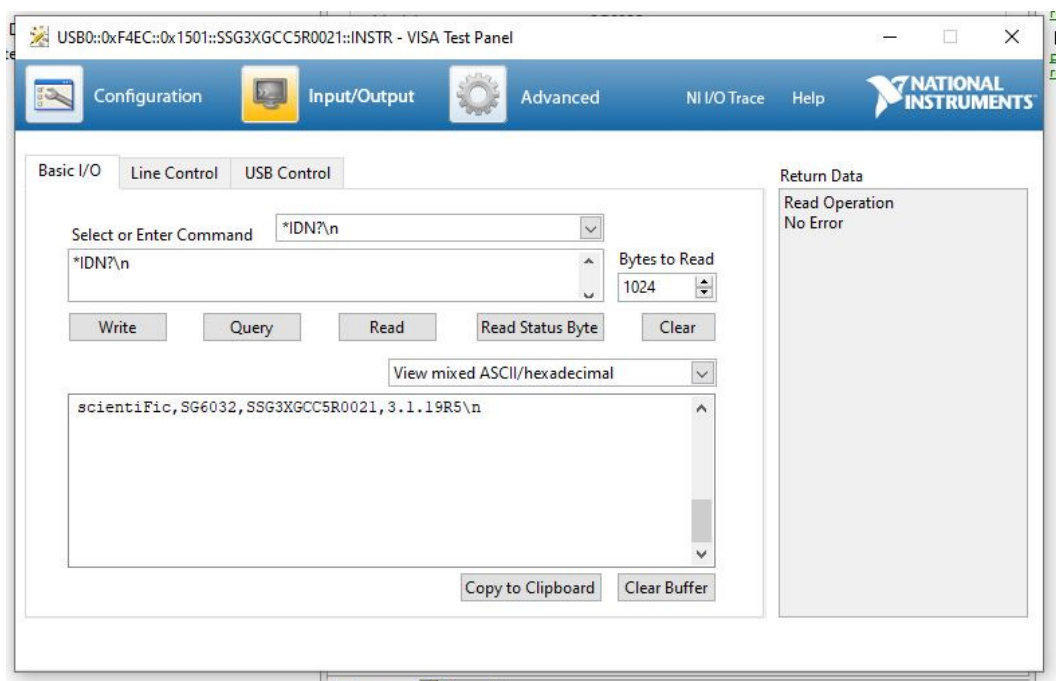 USB0::0xF4EC::0x1501::SSG3XGCC5R0021::INSTR - VISA Test Panel
Configuration
Input/Output
Advanced
NI I/O Trace
Help
NATIONAL
INSTRUMENTS
Basic I/O
Line Control
USB Control
Select or Enter Command
*IDN?\n
*IDN?\n
Bytes to Read
1024
Write
Query
Read
Read Status Byte
Clear
View mixed ASCII/hexadecimal
scientiFic,SG6032,SSG3XGCC5R0021,3.1.19R5\n
Copy to Clipboard
Clear Buffer
Return Data
Read Operation
No Error